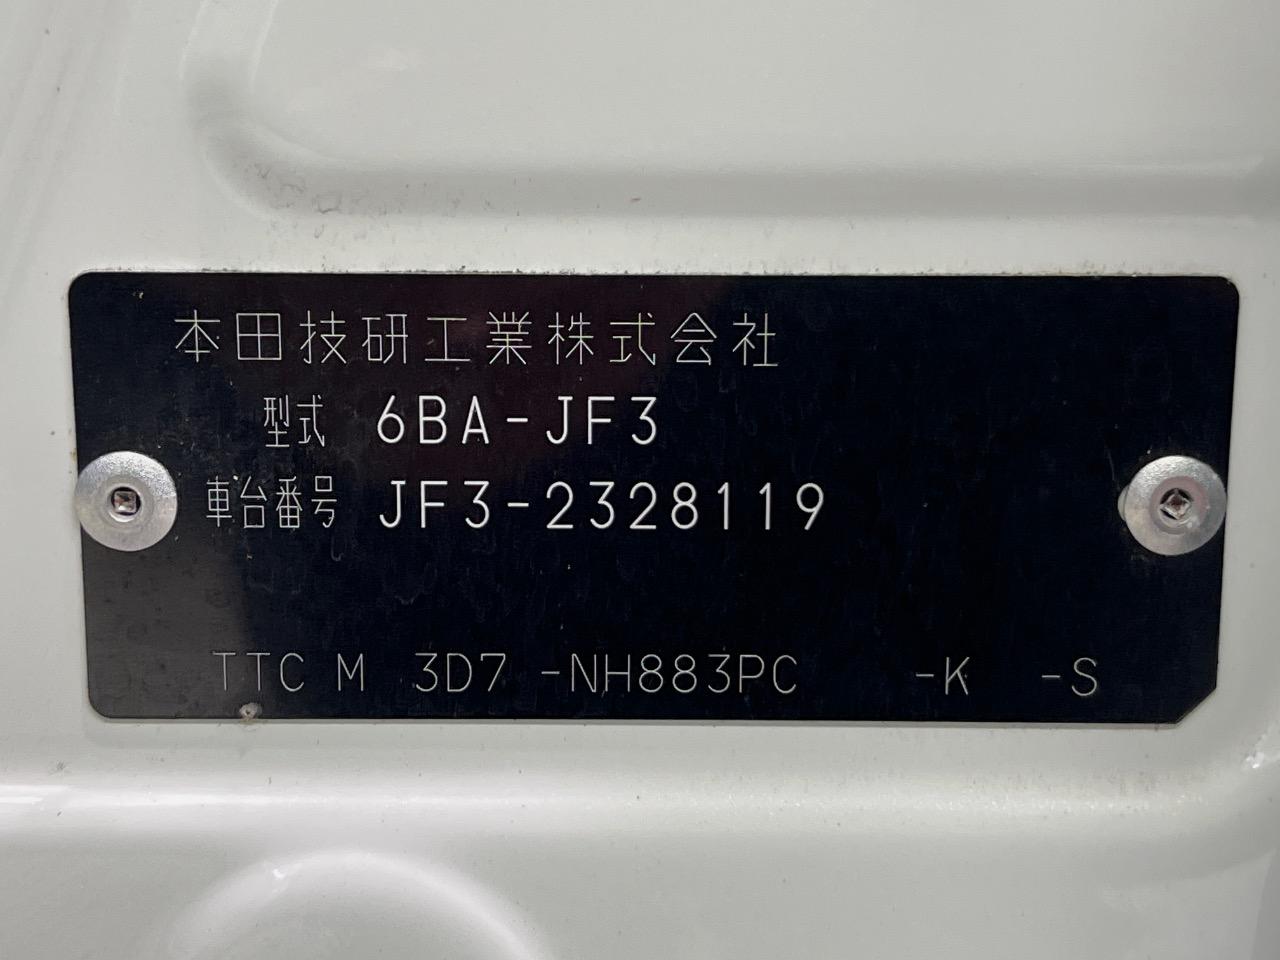 本田技研工業株式会社
型式 6BA-JF3
車台番号 JF3-2328119
TTC M 3D7 -NH883PC -K -S